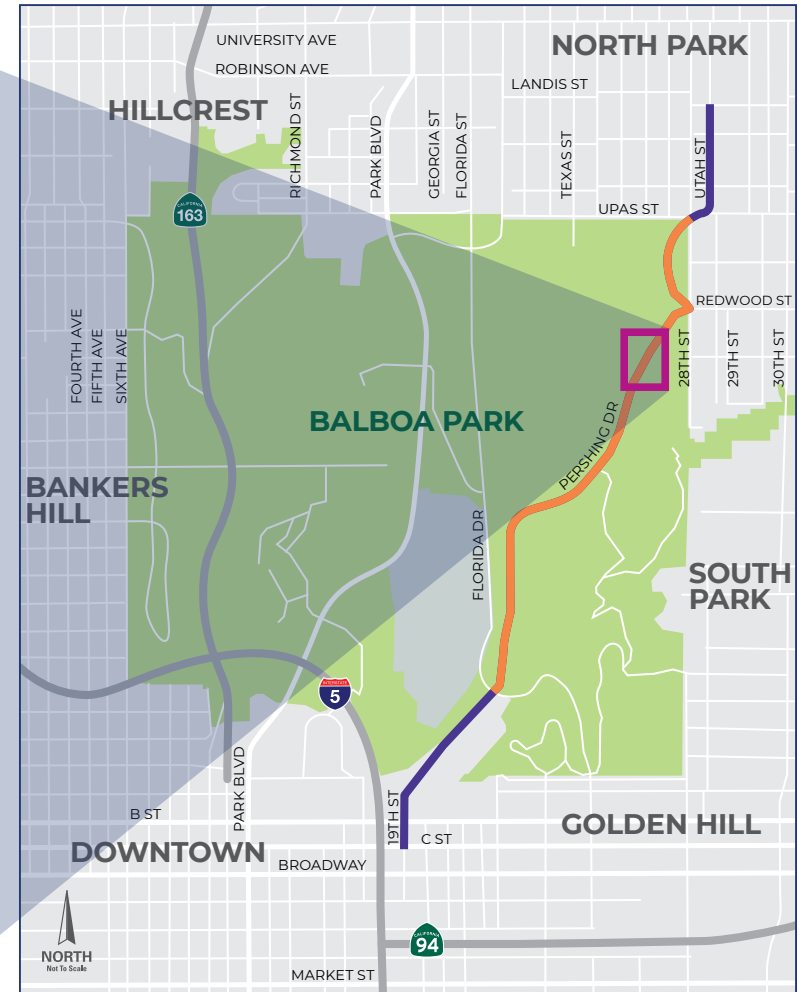 UNIVERSITY AVE
NORTH PARK
ROBINSON AVE
LANDIS ST
HILLCREST
RICHMOND ST
PARK BLVD
GEORGIA ST
FLORIDA ST
TEXAS ST
UTAH ST
CALIFORNIA
163
UPAS ST
REDWOOD ST
FOURTH AVE
FIFTH AVE
SIXTH AVE
28TH ST
29TH ST
30TH ST
BALBOA PARK
PERSHING DR
BANKERS
HILL
FLORIDA DR
SOUTH
PARK
INTERSTATE
5
PARK BLVD
B ST
19TH ST
C ST
GOLDEN HILL
DOWNTOWN
BROADWAY
CALIFORNIA
94
NORTH
Not To Scale
MARKET ST